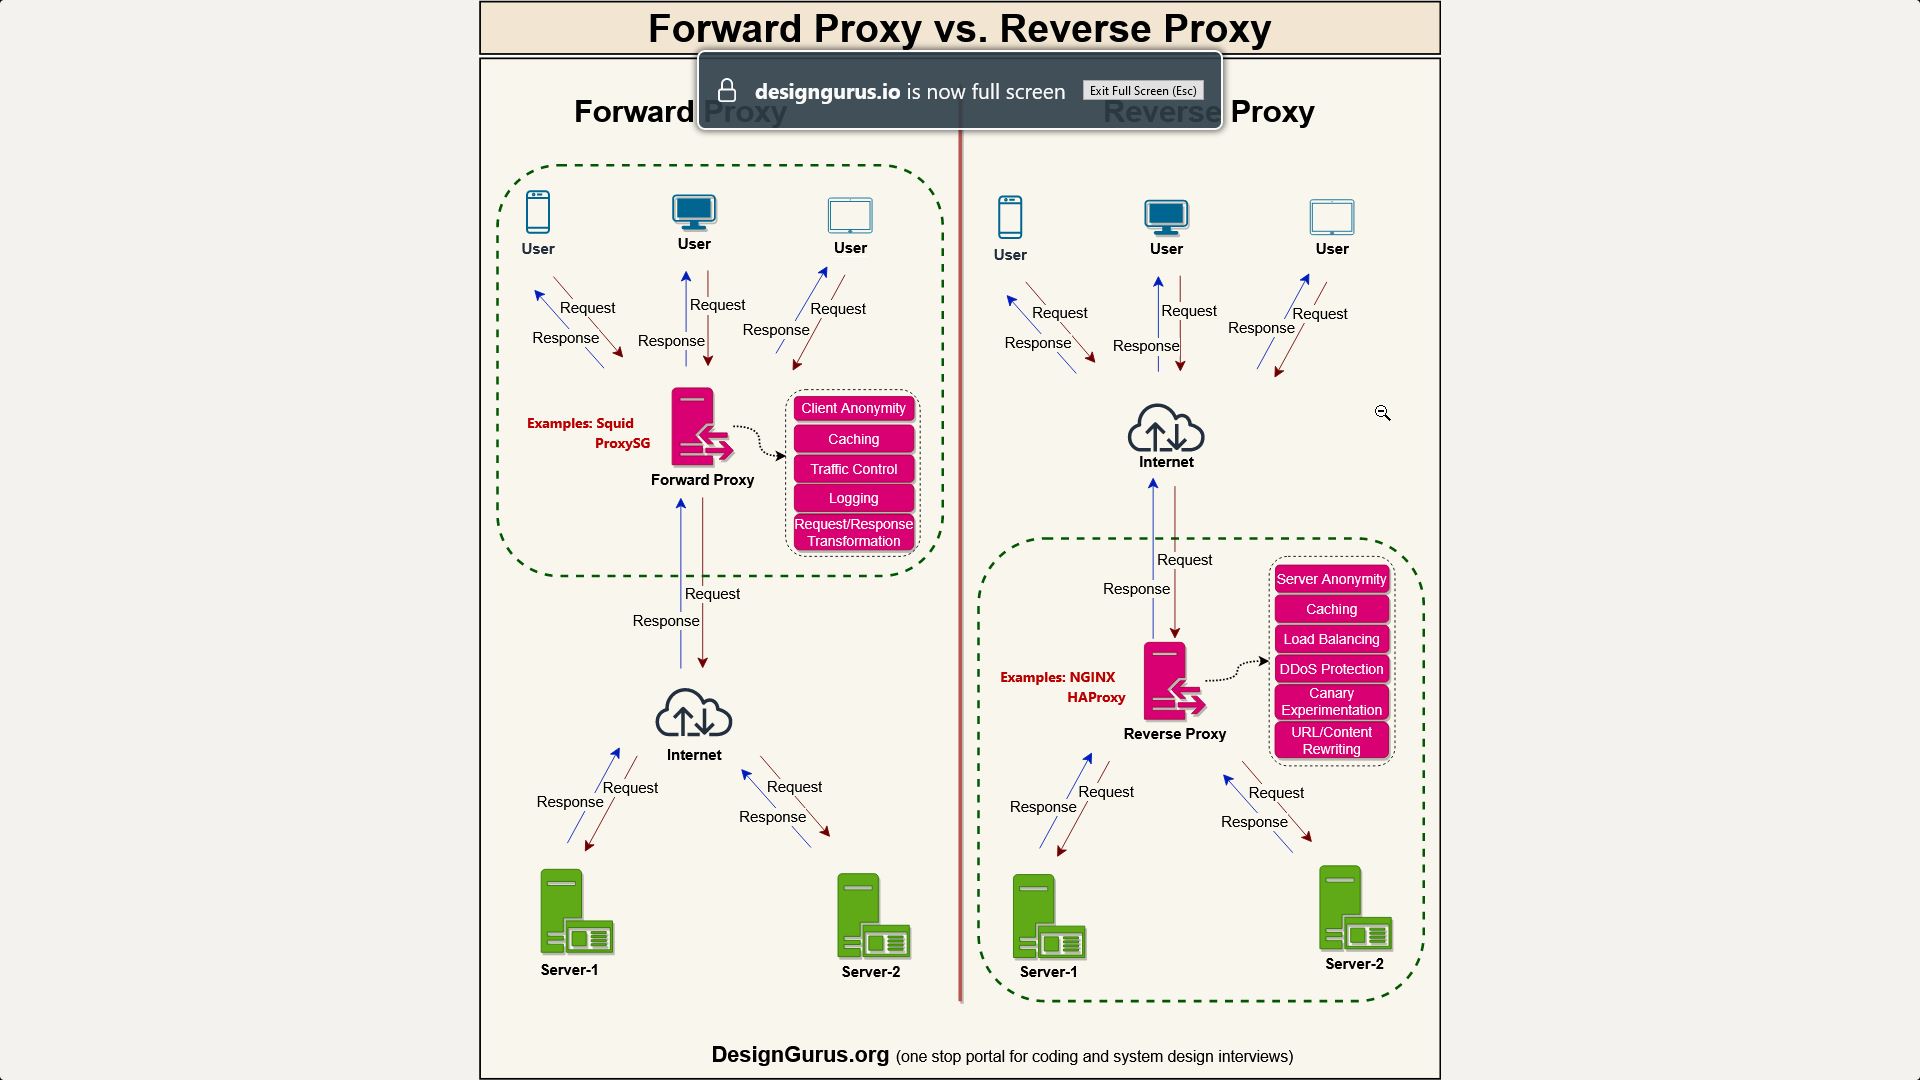 Forward Proxy vs. Reverse Proxy
designgurus.io is now full screen
Exit Full Screen (Esc)
Forward Proxy
Reverse Proxy
User
User
User
Request
Response
Request
Response
Request
Response
Examples: Squid
ProxySG
Forward Proxy
Client Anonymity
Caching
Traffic Control
Logging
Request/Response
Transformation
Request
Response
Internet
Request
Response
Request
Response
Server-1
Server-2
User
User
User
Request
Response
Request
Response
Request
Response
Internet
Request
Response
Examples: NGINX
HAProxy
Reverse Proxy
Server Anonymity
Caching
Load Balancing
DDoS Protection
Canary
Experimentation
URL/Content
Rewriting
Request
Response
Request
Response
Server-1
Server-2
DesignGurus.org (one stop portal for coding and system design interviews)